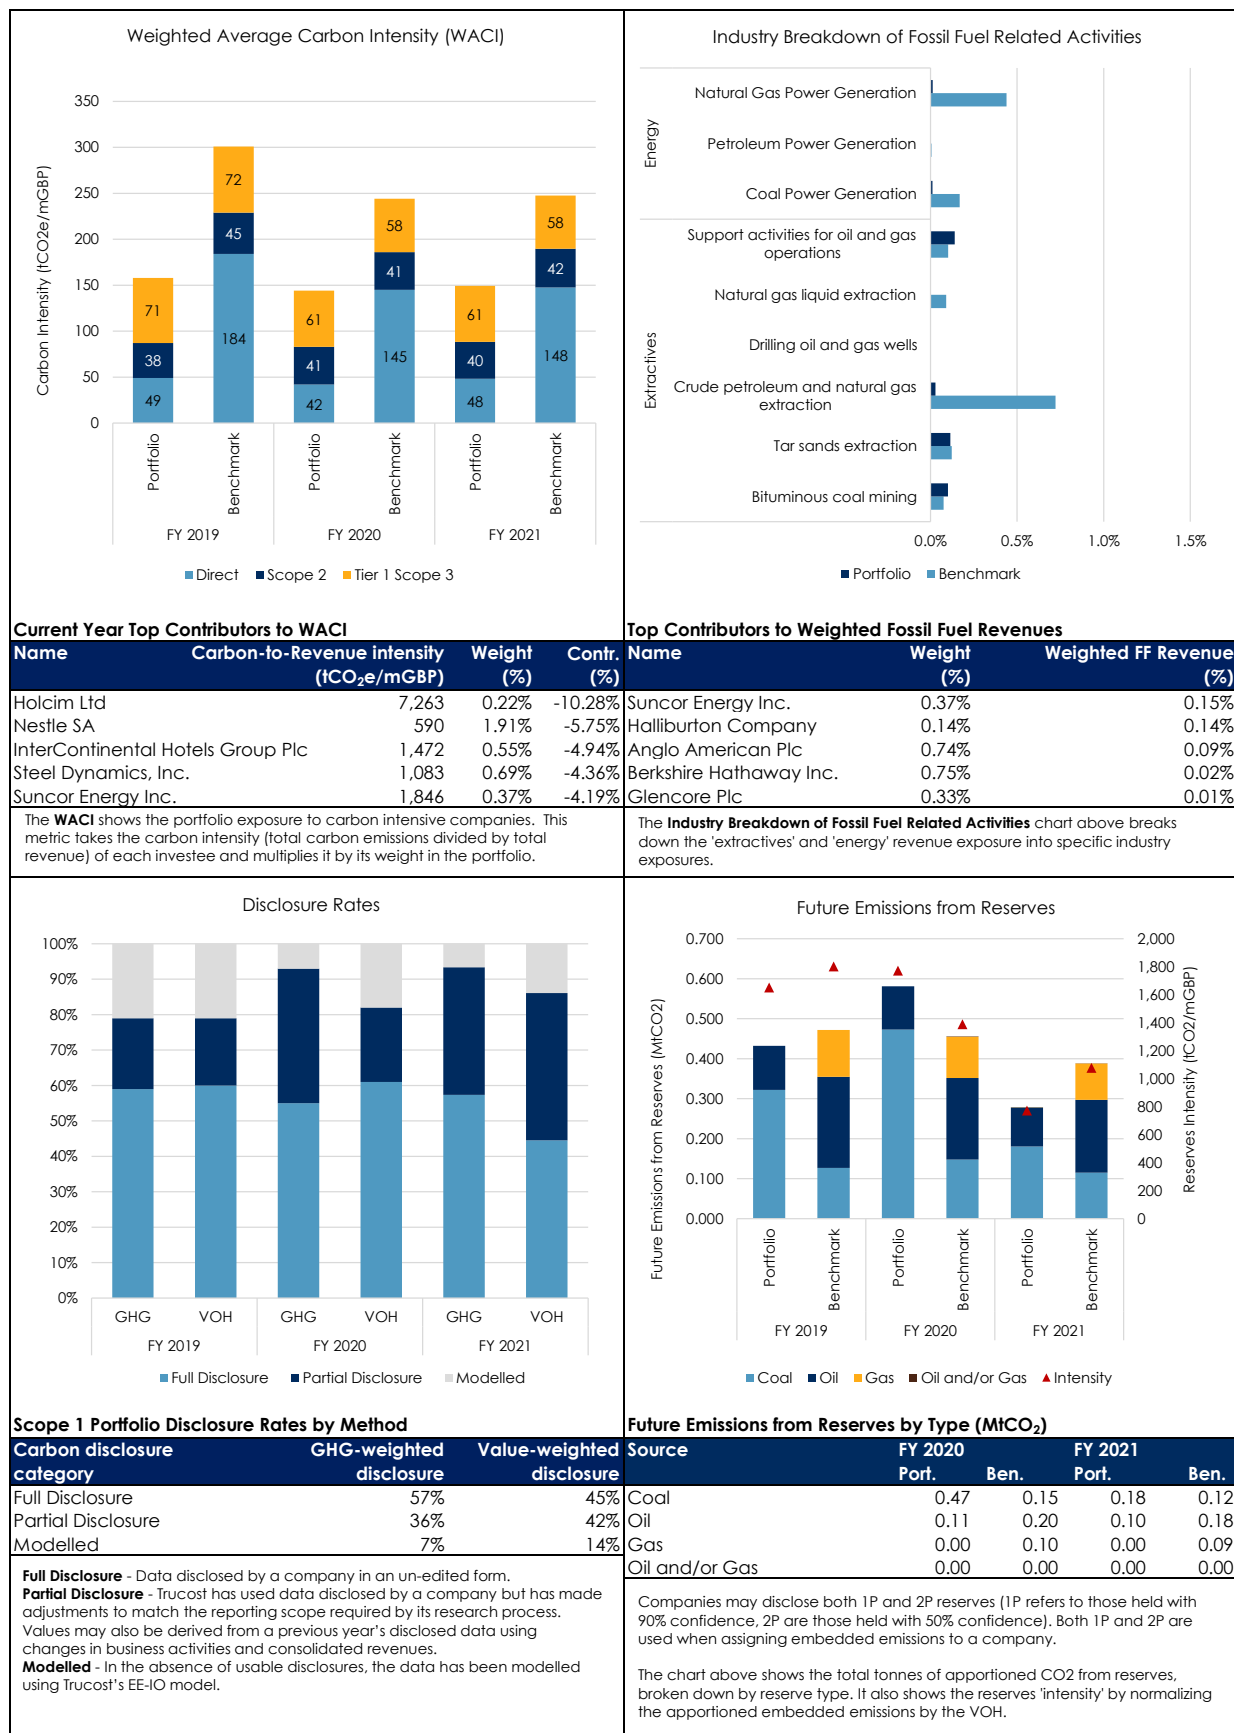 Weighted Average Carbon Intensity (WACI)
350
300
250
200
150
100
50
0
Carbon Intensity (tCO2e/mGBP)
71
38
49
72
45
184
61
41
42
58
41
145
61
40
48
58
42
148
Portfolio
Benchmark
Portfolio
Benchmark
Portfolio
Benchmark
FY 2019
FY 2020
FY 2021
Direct
Scope 2
Tier 1 Scope 3
Industry Breakdown of Fossil Fuel Related Activities
Energy
Natural Gas Power Generation
Petroleum Power Generation
Coal Power Generation
Extractives
Support activities for oil and gas
operations
Natural gas liquid extraction
Drilling oil and gas wells
Crude petroleum and natural gas
extraction
Tar sands extraction
Bituminous coal mining
0.0%
0.5%
1.0%
1.5%
Portfolio
Benchmark
Current Year Top Contributors to WACI
Name Carbon-to-Revenue intensity Weight Contr.
(tCO₂e/mGBP) (%) (%)
Holcim Ltd 7,263 0.22% -10.28%
Nestle SA 590 1.91% -5.75%
InterContinental Hotels Group Plc 1,472 0.55% -4.94%
Steel Dynamics, Inc. 1,083 0.69% -4.36%
Suncor Energy Inc. 1,846 0.37% -4.19%
The WACI shows the portfolio exposure to carbon intensive companies. This
metric takes the carbon intensity (total carbon emissions divided by total
revenue) of each investee and multiplies it by its weight in the portfolio.
Top Contributors to Weighted Fossil Fuel Revenues
Name Weight Weighted FF Revenue
(%) (%)
Suncor Energy Inc. 0.37% 0.15%
Halliburton Company 0.14% 0.14%
Anglo American Plc 0.74% 0.09%
Berkshire Hathaway Inc. 0.75% 0.02%
Glencore Plc 0.33% 0.01%
The Industry Breakdown of Fossil Fuel Related Activities chart above breaks
down the 'extractives' and 'energy' revenue exposure into specific industry
exposures.
Disclosure Rates
100%
90%
80%
70%
60%
50%
40%
30%
20%
10%
0%
GHG
VOH
GHG
VOH
GHG
VOH
FY 2019
FY 2020
FY 2021
Full Disclosure
Partial Disclosure
Modelled
Future Emissions from Reserves
0.700
0.600
0.500
0.400
0.300
0.200
0.100
0.000
Future Emissions from Reserves (MtCO2)
2,000
1,800
1,600
1,400
1,200
1,000
800
600
400
200
0
Reserves Intensity (tCO2/mGBP)
Portfolio
Benchmark
Portfolio
Benchmark
Portfolio
Benchmark
FY 2019
FY 2020
FY 2021
Coal
Oil
Gas
Oil and/or Gas
Intensity
Scope 1 Portfolio Disclosure Rates by Method
Carbon disclosure GHG-weighted Value-weighted
category disclosure disclosure
Full Disclosure 57% 45%
Partial Disclosure 36% 42%
Modelled 7% 14%
Full Disclosure - Data disclosed by a company in an un-edited form.
Partial Disclosure - Trucost has used data disclosed by a company but has made
adjustments to match the reporting scope required by its research process.
Values may also be derived from a previous year's disclosed data using
changes in business activities and consolidated revenues.
Modelled - In the absence of usable disclosures, the data has been modelled
using Trucost's EE-IO model.
Future Emissions from Reserves by Type (MtCO₂)
Source FY 2020 FY 2021
Port. Ben. Port. Ben.
Coal 0.47 0.15 0.18 0.12
Oil 0.11 0.20 0.10 0.18
Gas 0.00 0.10 0.00 0.09
Oil and/or Gas 0.00 0.00 0.00 0.00
Companies may disclose both 1P and 2P reserves (1P refers to those held with
90% confidence, 2P are those held with 50% confidence). Both 1P and 2P are
used when assigning embedded emissions to a company.
The chart above shows the total tonnes of apportioned CO2 from reserves,
broken down by reserve type. It also shows the reserves 'intensity' by normalizing
the apportioned embedded emissions by the VOH.